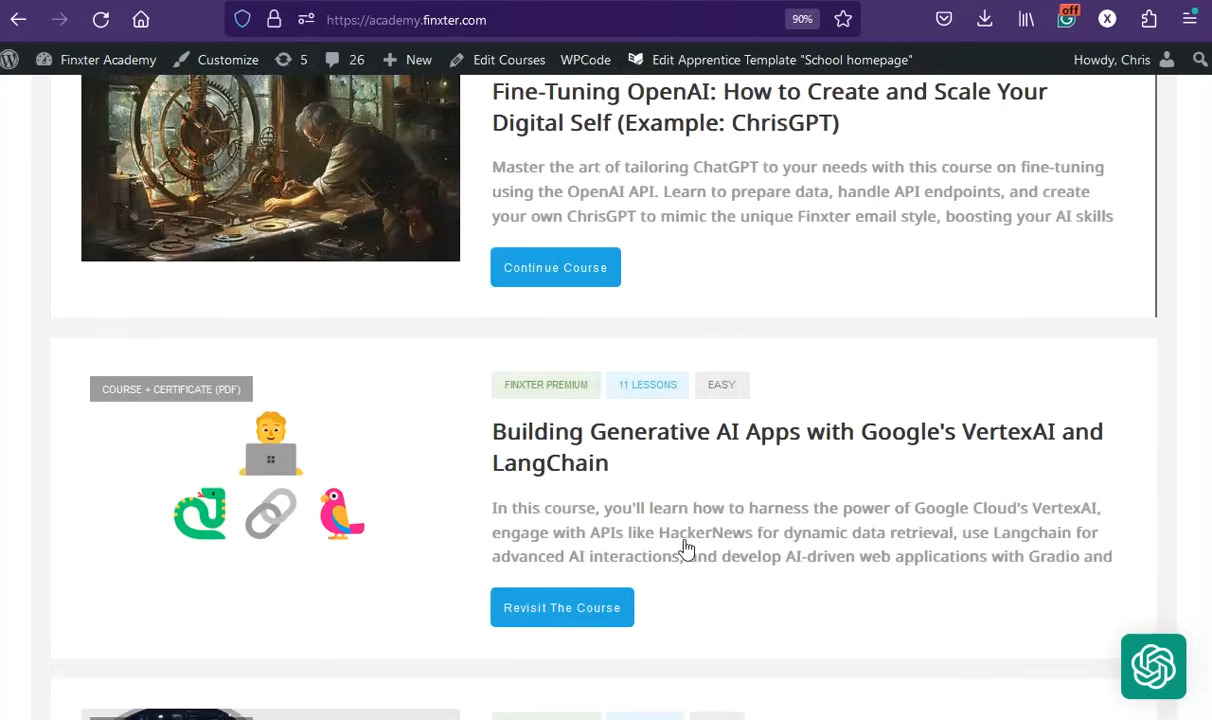 https://academy.finxter.com
90%
off
X
Finxter Academy
Customize
5
26
New
Edit Courses
WPCode
Edit Apprentice Template "School homepage"
Howdy, Chris
Fine-Tuning OpenAI: How to Create and Scale Your
Digital Self (Example: ChrisGPT)
Master the art of tailoring ChatGPT to your needs with this course on fine-tuning
using the OpenAI API. Learn to prepare data, handle API endpoints, and create
your own ChrisGPT to mimic the unique Finxter email style, boosting your AI skills
Continue Course
COURSE + CERTIFICATE (PDF)
FINXTER PREMIUM
11 LESSONS
EASY
Building Generative AI Apps with Google's VertexAI and
LangChain
In this course, you'll learn how to harness the power of Google Cloud's VertexAI,
engage with APIs like HackerNews for dynamic data retrieval, use Langchain for
advanced AI interactions, and develop AI-driven web applications with Gradio and
Revisit The Course